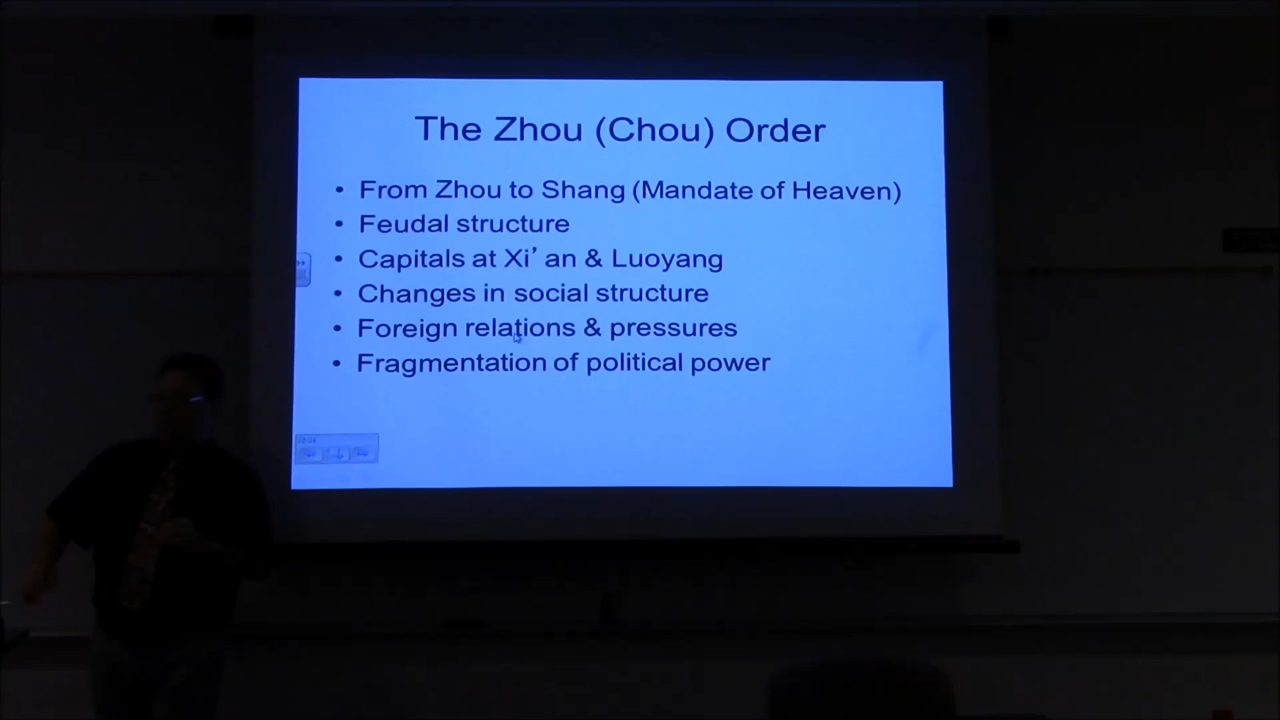 The Zhou (Chou) Order
• From Zhou to Shang (Mandate of Heaven)
• Feudal structure
• Capitals at Xi’an & Luoyang
• Changes in social structure
• Foreign relations & pressures
• Fragmentation of political power